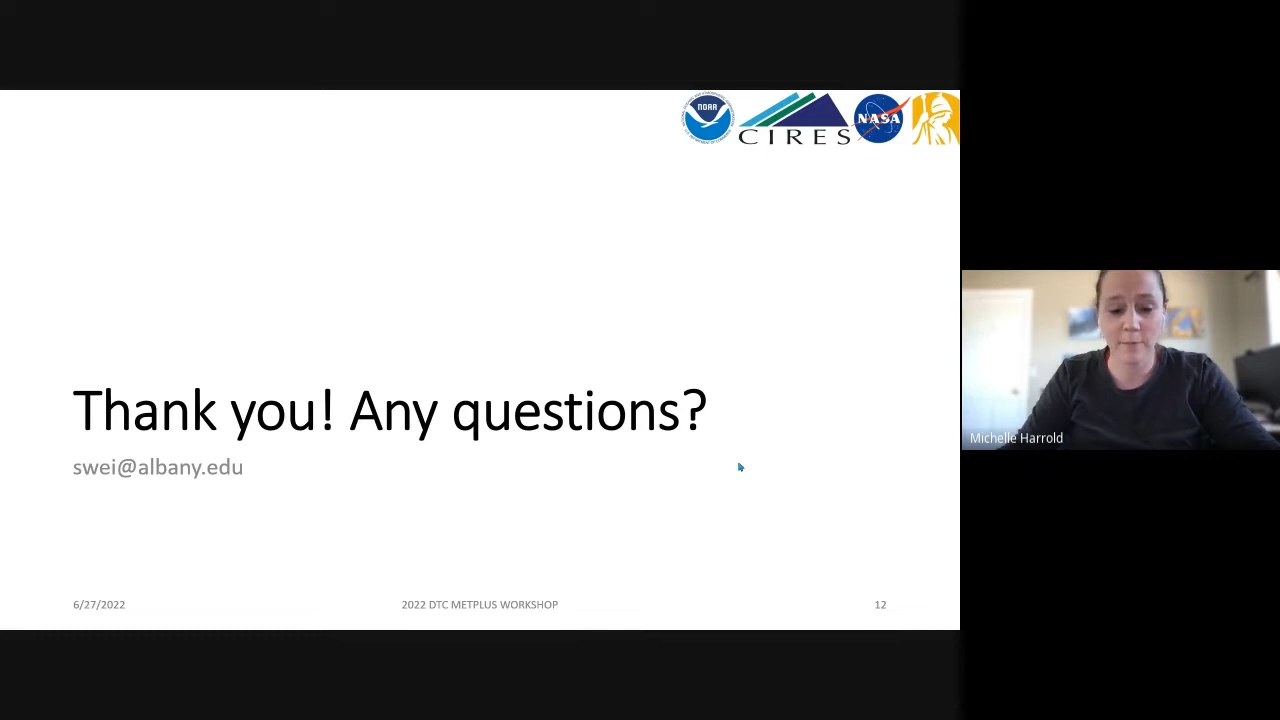 NOAA
CIRES
NASA
Thank you! Any questions?
swei@albany.edu
6/27/2022
2022 DTC METPLUS WORKSHOP
12
Michelle Harrold